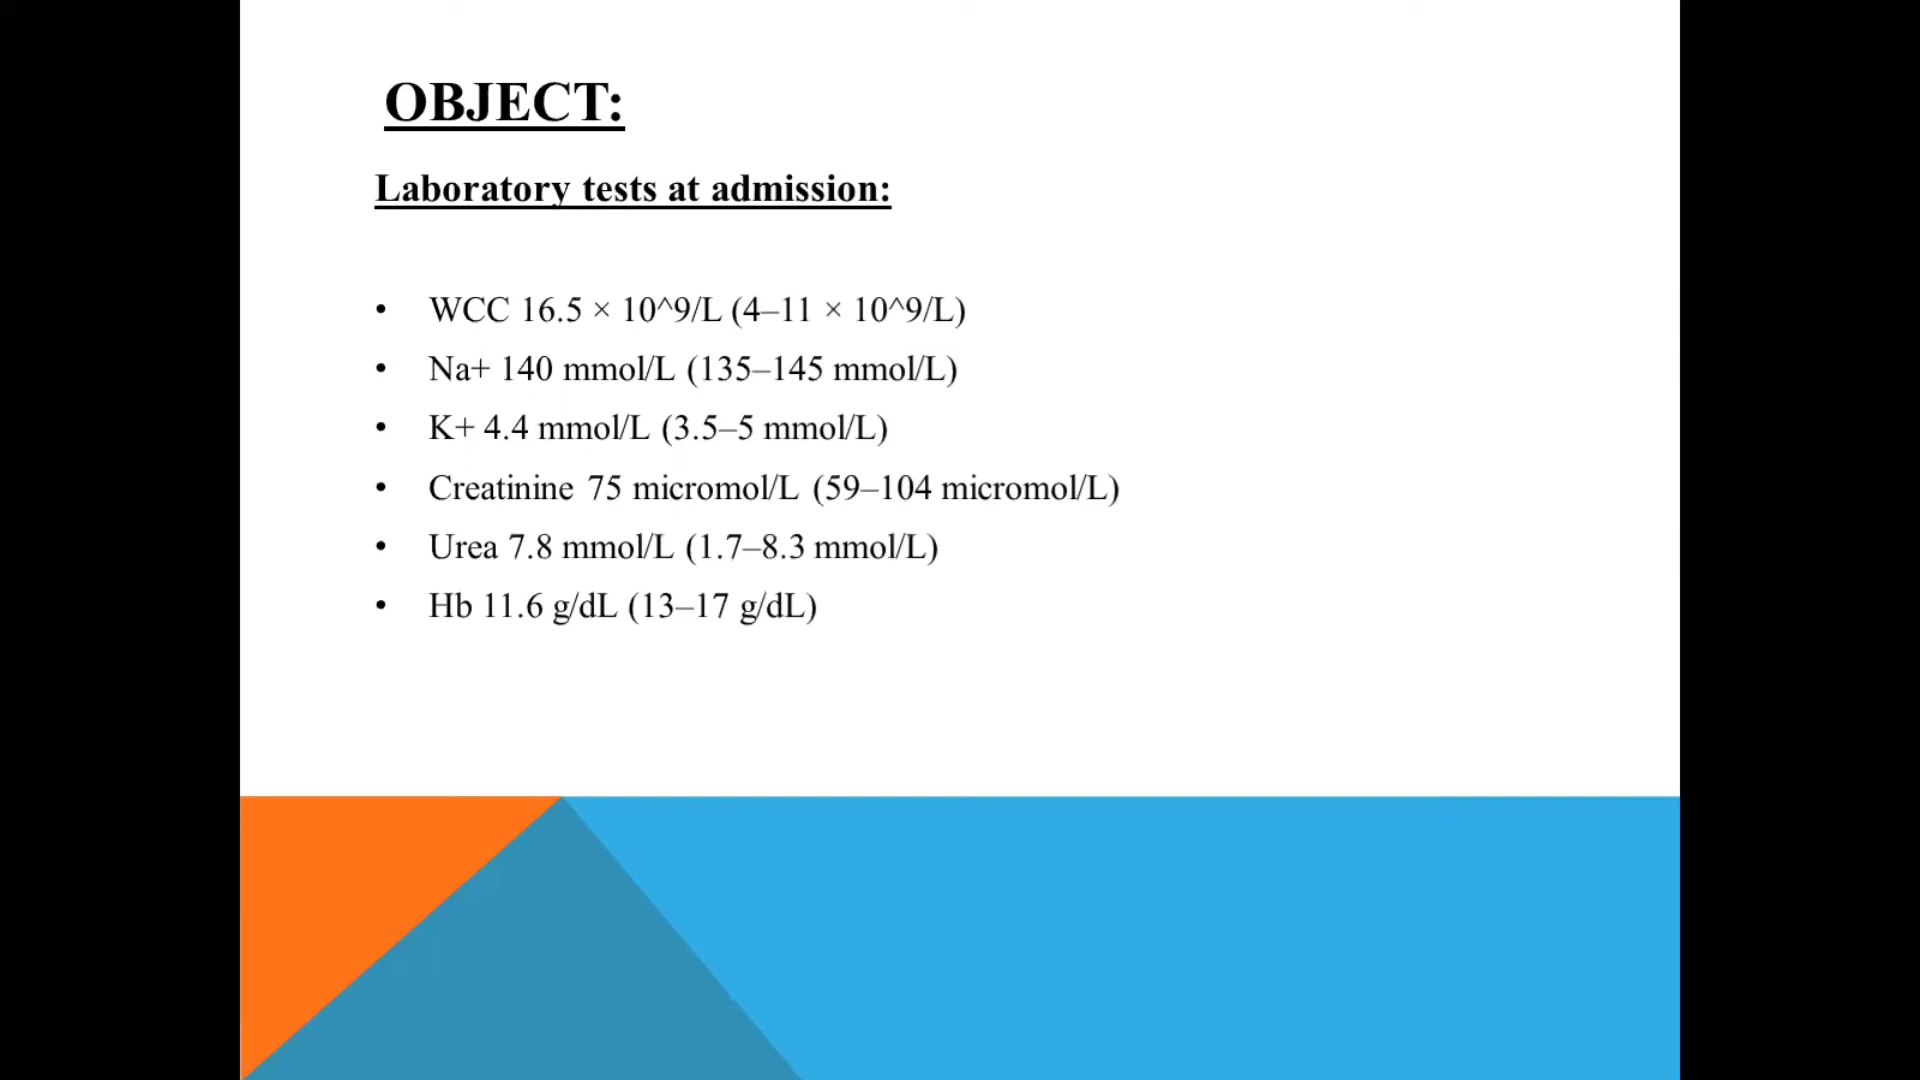 OBJECT:
Laboratory tests at admission:
• WCC 16.5 × 10^9/L (4–11 × 10^9/L)
• Na+ 140 mmol/L (135–145 mmol/L)
• K+ 4.4 mmol/L (3.5–5 mmol/L)
• Creatinine 75 micromol/L (59–104 micromol/L)
• Urea 7.8 mmol/L (1.7–8.3 mmol/L)
• Hb 11.6 g/dL (13–17 g/dL)